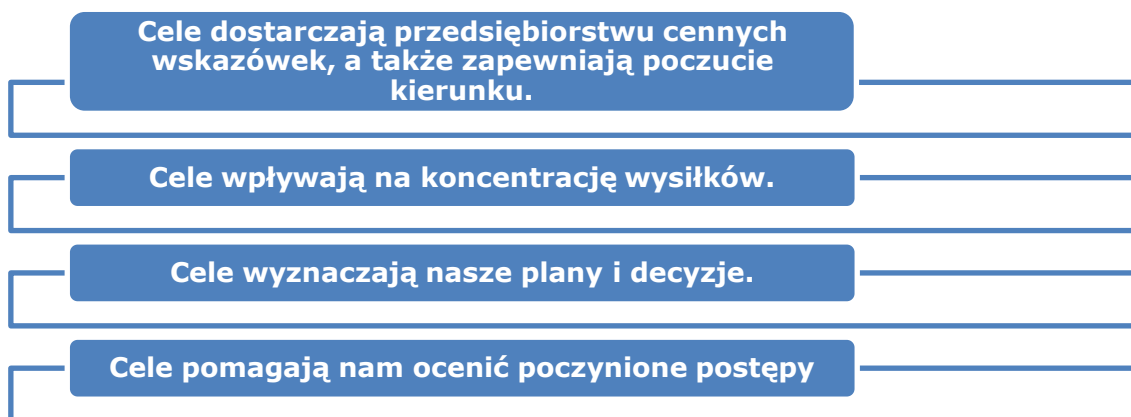 Cele dostarczają przedsiębiorstwu cennych
wskazówek, a także zapewniają poczucie
kierunku.
Cele wpływają na koncentrację wysiłków.
Cele wyznaczają nasze plany i decyzje.
Cele pomagają nam ocenić poczynione postępy